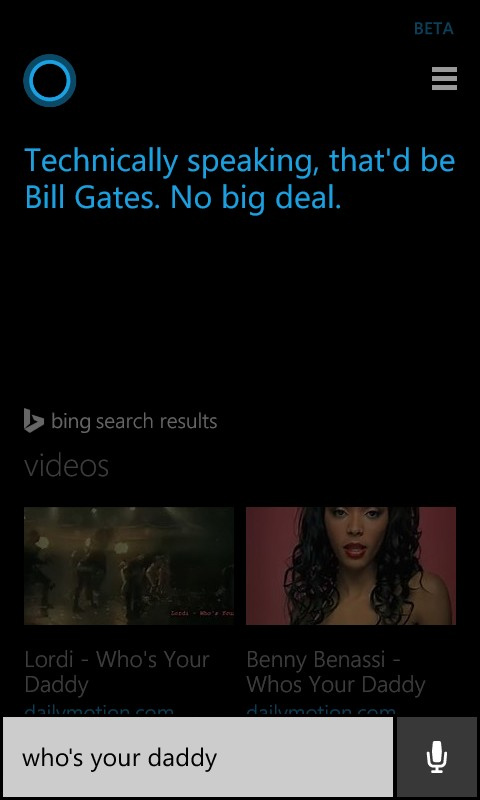 BETA
Technically speaking, that'd be
Bill Gates. No big deal.
bing search results
videos
Lordi - Who's You
Lordi - Who's Your
Daddy
Benny Benassi -
Whos Your Daddy
dailymotion.com
dailymotion.com
who's your daddy